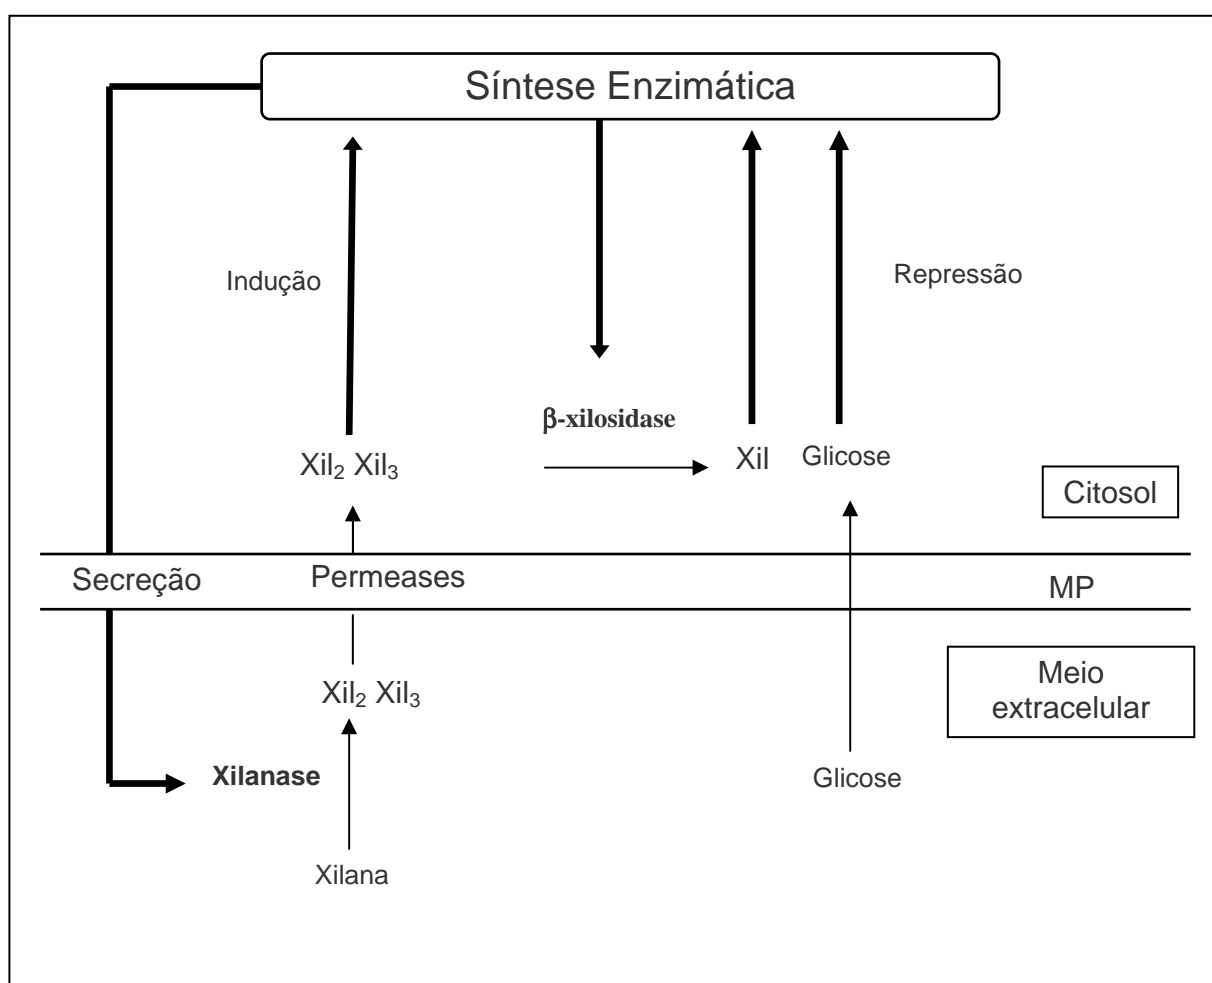 Síntese Enzimática
Indução
Repressão
β-xilosidase
Xil₂ Xil₃
Xil
Glicose
Citosol
Secreção
Permeases
MP
Xil₂ Xil₃
Meio
extracelular
Xilanase
Glicose
Xilana